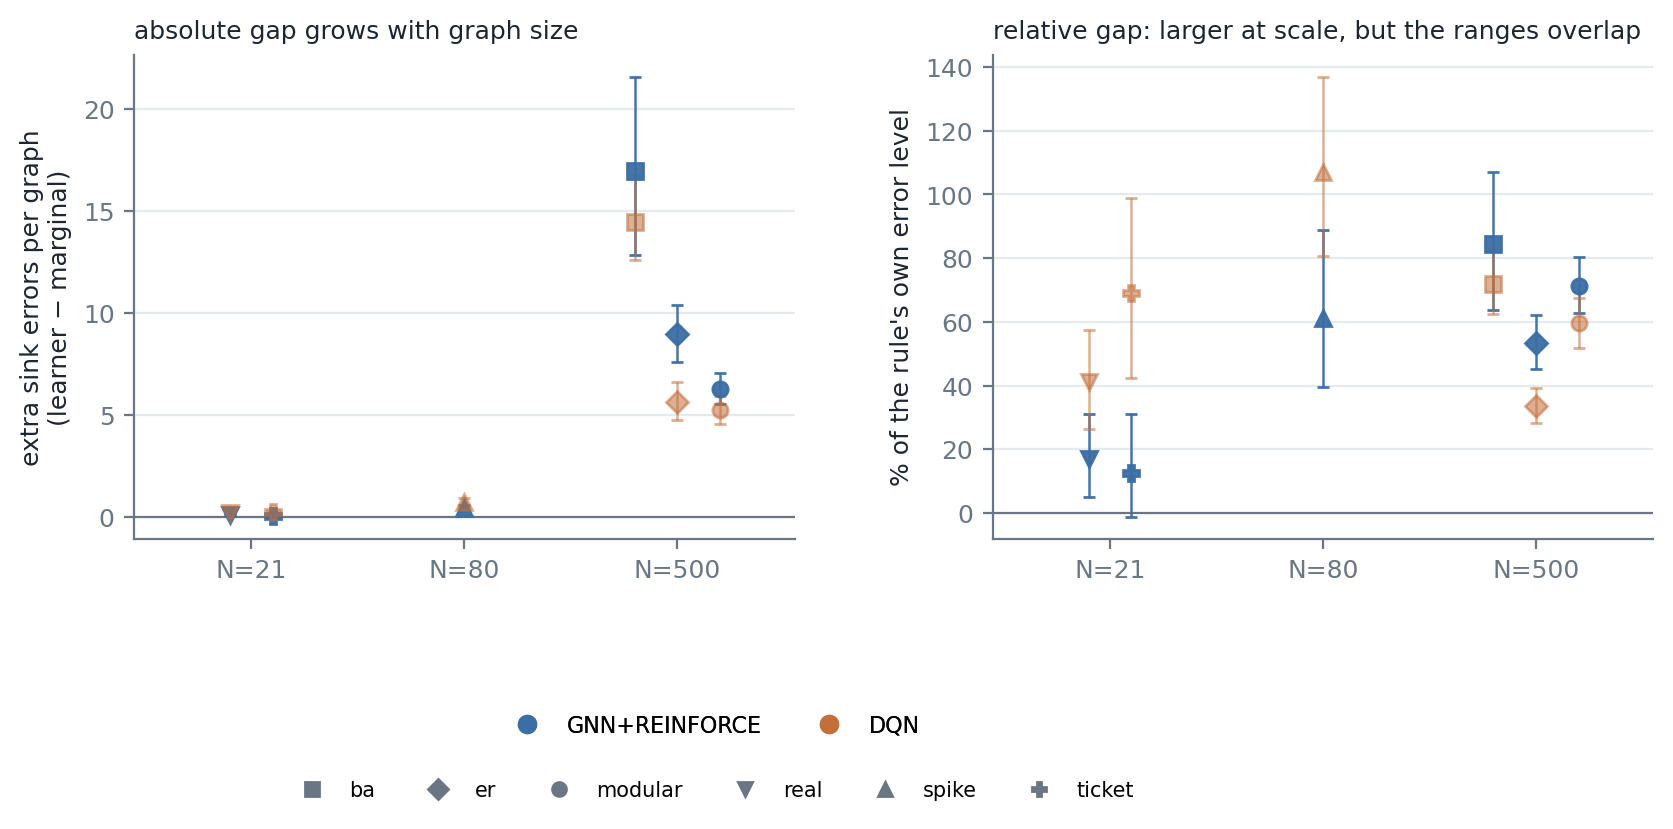 absolute gap grows with graph size
extra sink errors per graph
(learner − marginal)
20
15
10
5
0
N=21
N=80
N=500
relative gap: larger at scale, but the ranges overlap
% of the rule's own error level
140
120
100
80
60
40
20
0
N=21
N=80
N=500
GNN+REINFORCE
DQN
ba
er
modular
real
spike
ticket